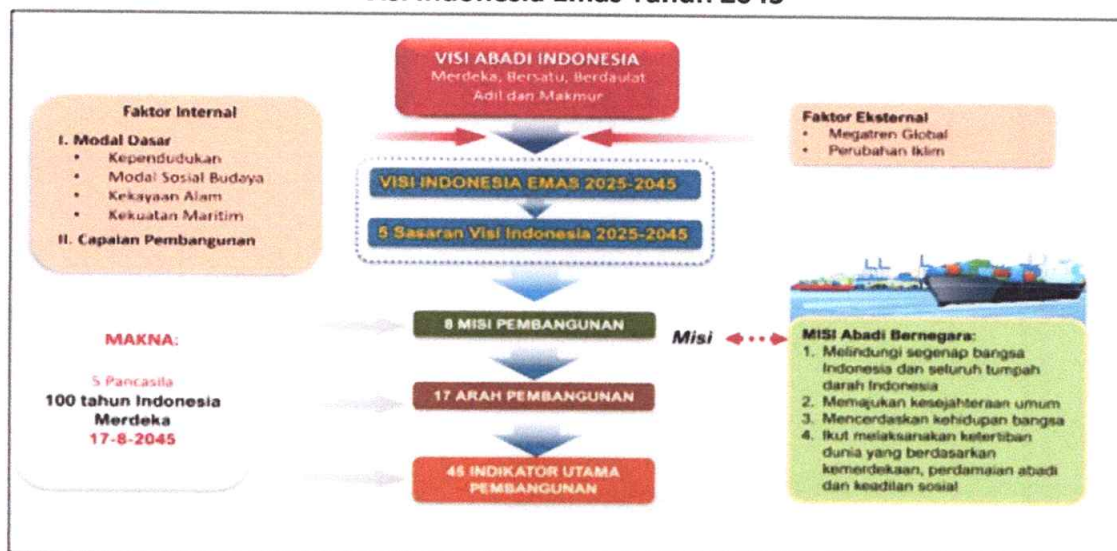 Indonesia Emas Tahun 2045
VISI ABADI INDONESIA
Merdeka, Bersatu, Berdaulat
Adil dan Makmur
Faktor Internal
I. Modal Dasar
• Kependudukan
• Modal Sosial Budaya
• Kekayaan Alam
• Kekuatan Maritim
II. Capaian Pembangunan
Faktor Eksternal
• Megatren Global
• Perubahan Iklim
VISI INDONESIA EMAS 2025-2045
5 Sasaran Visi Indonesia 2025-2045
8 MISI PEMBANGUNAN
17 ARAH PEMBANGUNAN
45 INDIKATOR UTAMA
PEMBANGUNAN
MAKNA:
5 Pancasila
100 tahun Indonesia
Merdeka
17-8-2045
Misi
MISI Abadi Bernegara:
1. Melindungi segenap bangsa
Indonesia dan seluruh tumpah
darah Indonesia
2. Memajukan kesejahteraan umum
3. Mencerdaskan kehidupan bangsa
4. Ikut melaksanakan ketertiban
dunia yang berdasarkan
kemerdekaan, perdamaian abadi
dan keadilan sosial